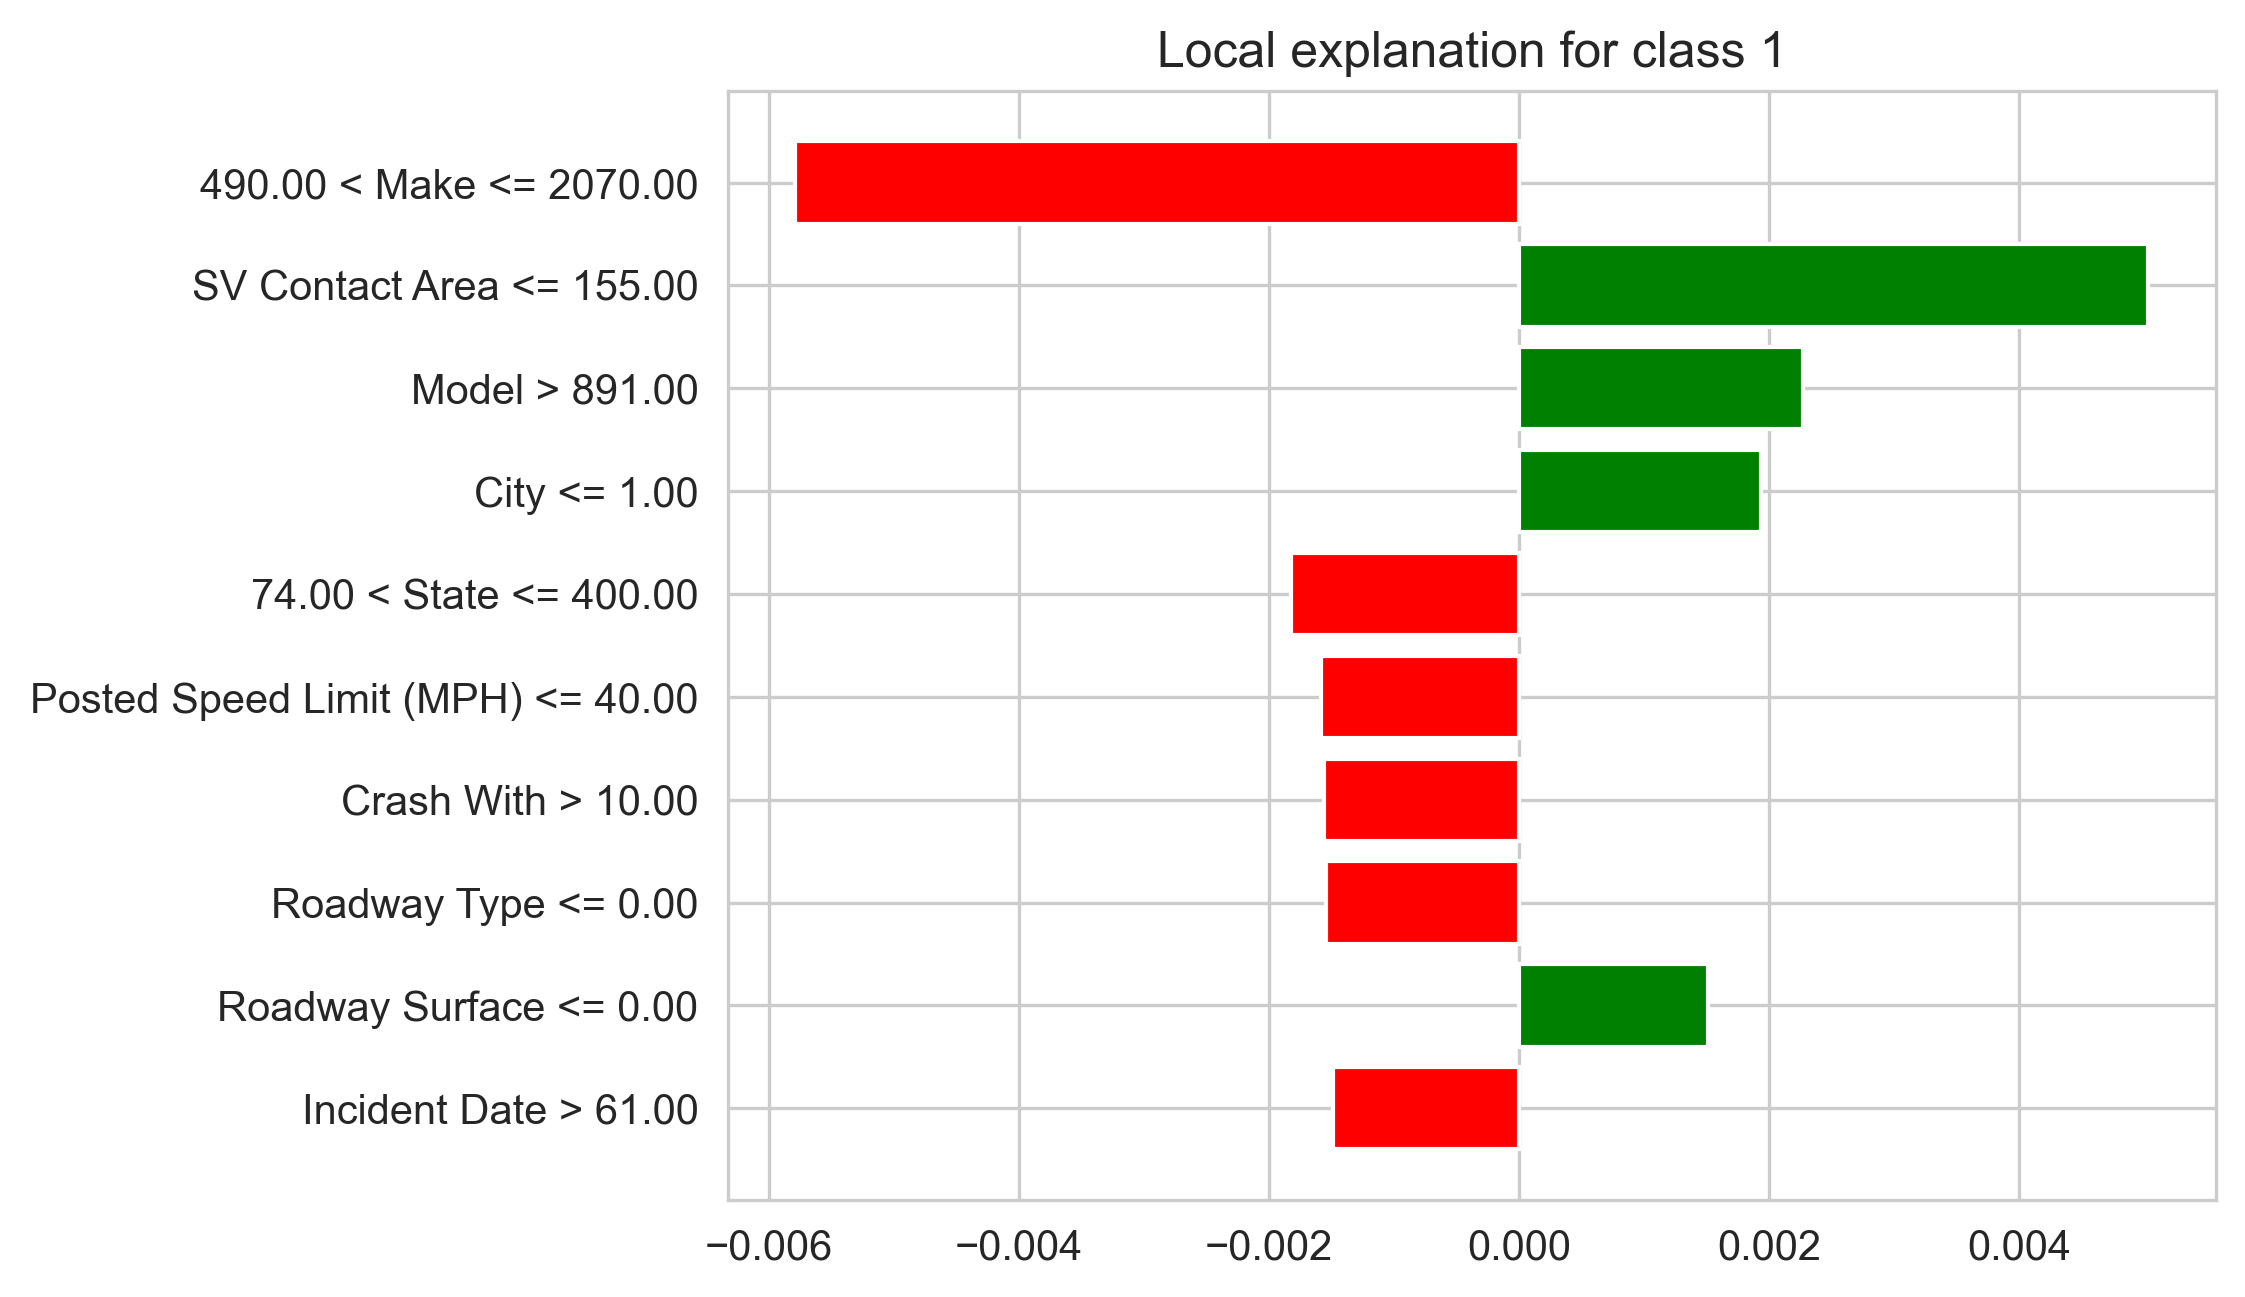 Local explanation for class 1
490.00 < Make <= 2070.00
SV Contact Area <= 155.00
Model > 891.00
City <= 1.00
74.00 < State <= 400.00
Posted Speed Limit (MPH) <= 40.00
Crash With > 10.00
Roadway Type <= 0.00
Roadway Surface <= 0.00
Incident Date > 61.00
−0.006 −0.004 −0.002 0.000 0.002 0.004